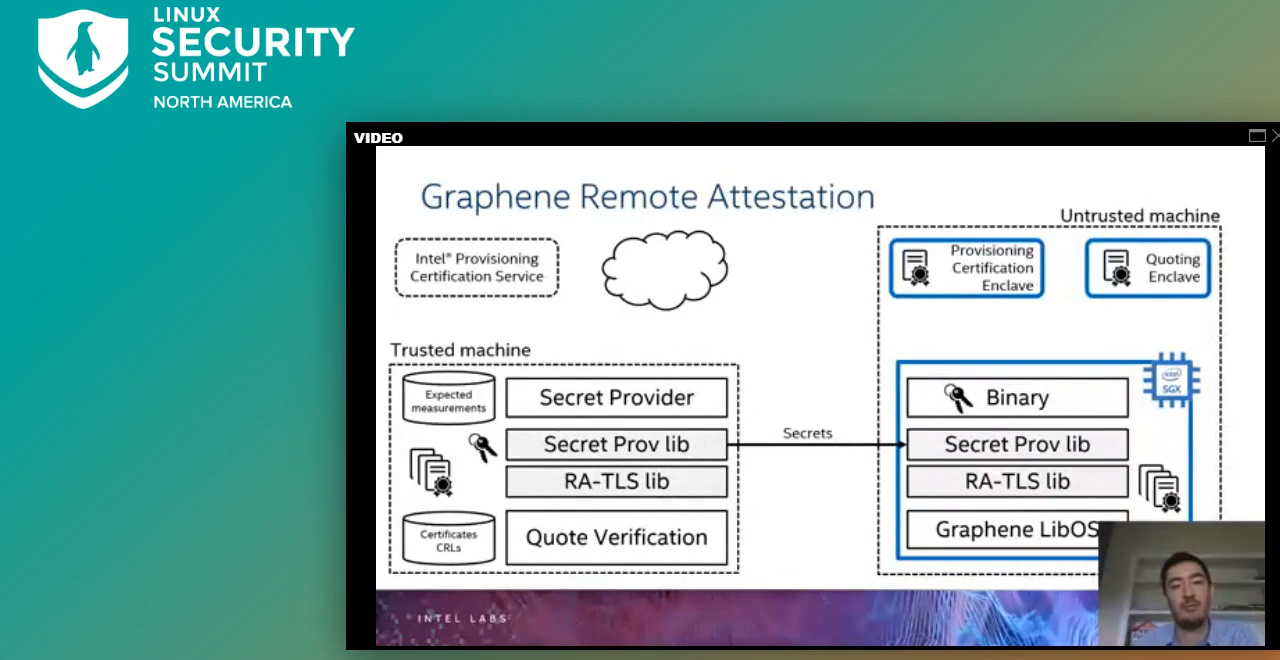 LINUX
SECURITY
SUMMIT
NORTH AMERICA
VIDEO
Graphene Remote Attestation
Untrusted machine
Intel® Provisioning
Certification Service
Provisioning
Certification
Enclave
Quoting
Enclave
Trusted machine
Expected
measurements
Secret Provider
Secret Prov lib
RA-TLS lib
Certificates
CRLs
Quote Verification
Secrets
intel
SGX
Binary
Secret Prov lib
RA-TLS lib
Graphene LibOS
INTEL LABS